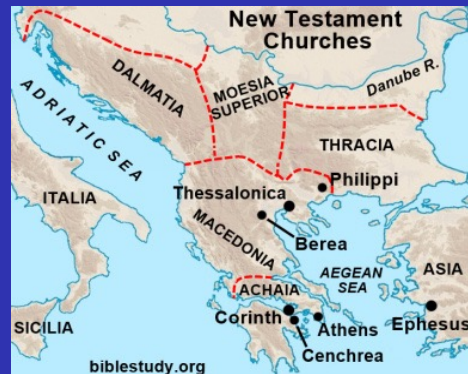 New Testament
Churches
DALMATIA
MOESIA
SUPERIOR
Danube R.
ADRIATIC SEA
THRACIA
ITALIA
Thessalonica
Philippi
MACEDONIA
Berea
AEGEAN
SEA
ASIA
ACHAIA
SICILIA
Corinth
Athens
Ephesus
Cenchrea
biblestudy.org